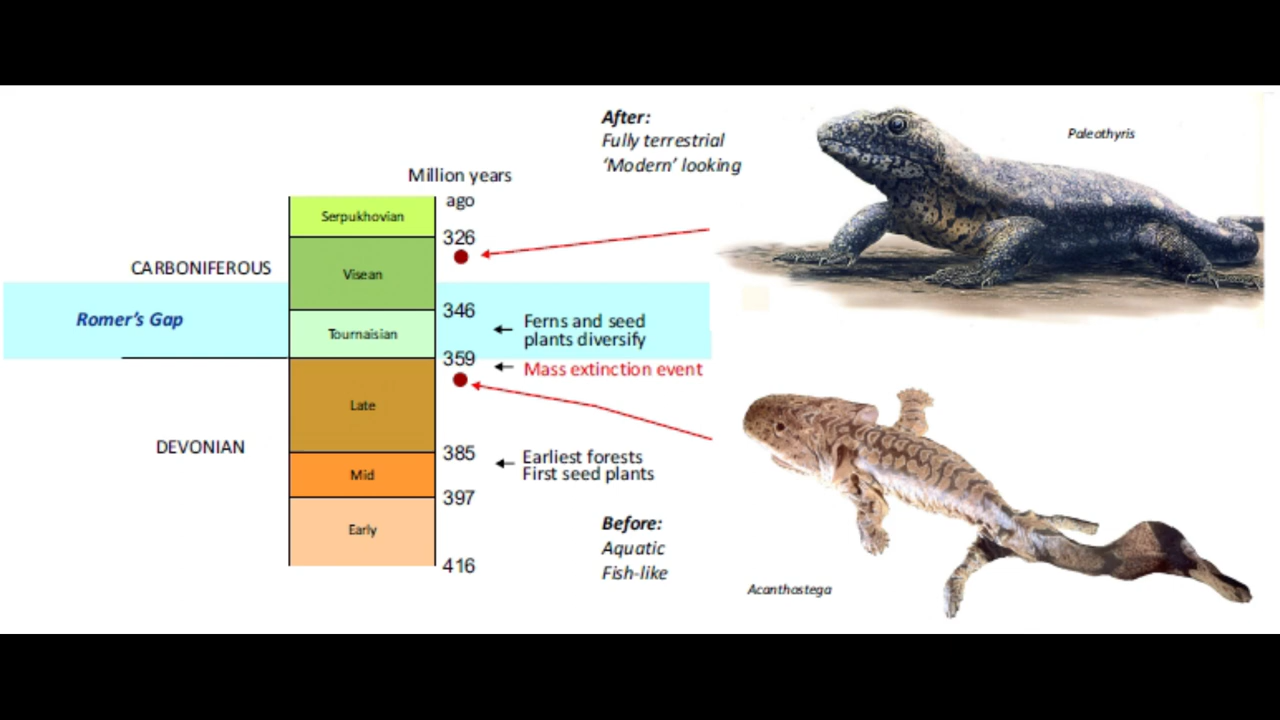 After:
Fully terrestrial
‘Modern’ looking
Paleothyris
Million years
ago
Serpukhovian
326
CARBONIFEROUS
Visean
346
Romer’s Gap
Tournaisian
Ferns and seed
plants diversify
359
Mass extinction event
Late
DEVONIAN
385
Earliest forests
First seed plants
Mid
397
Early
416
Before:
Aquatic
Fish-like
Acanthostega